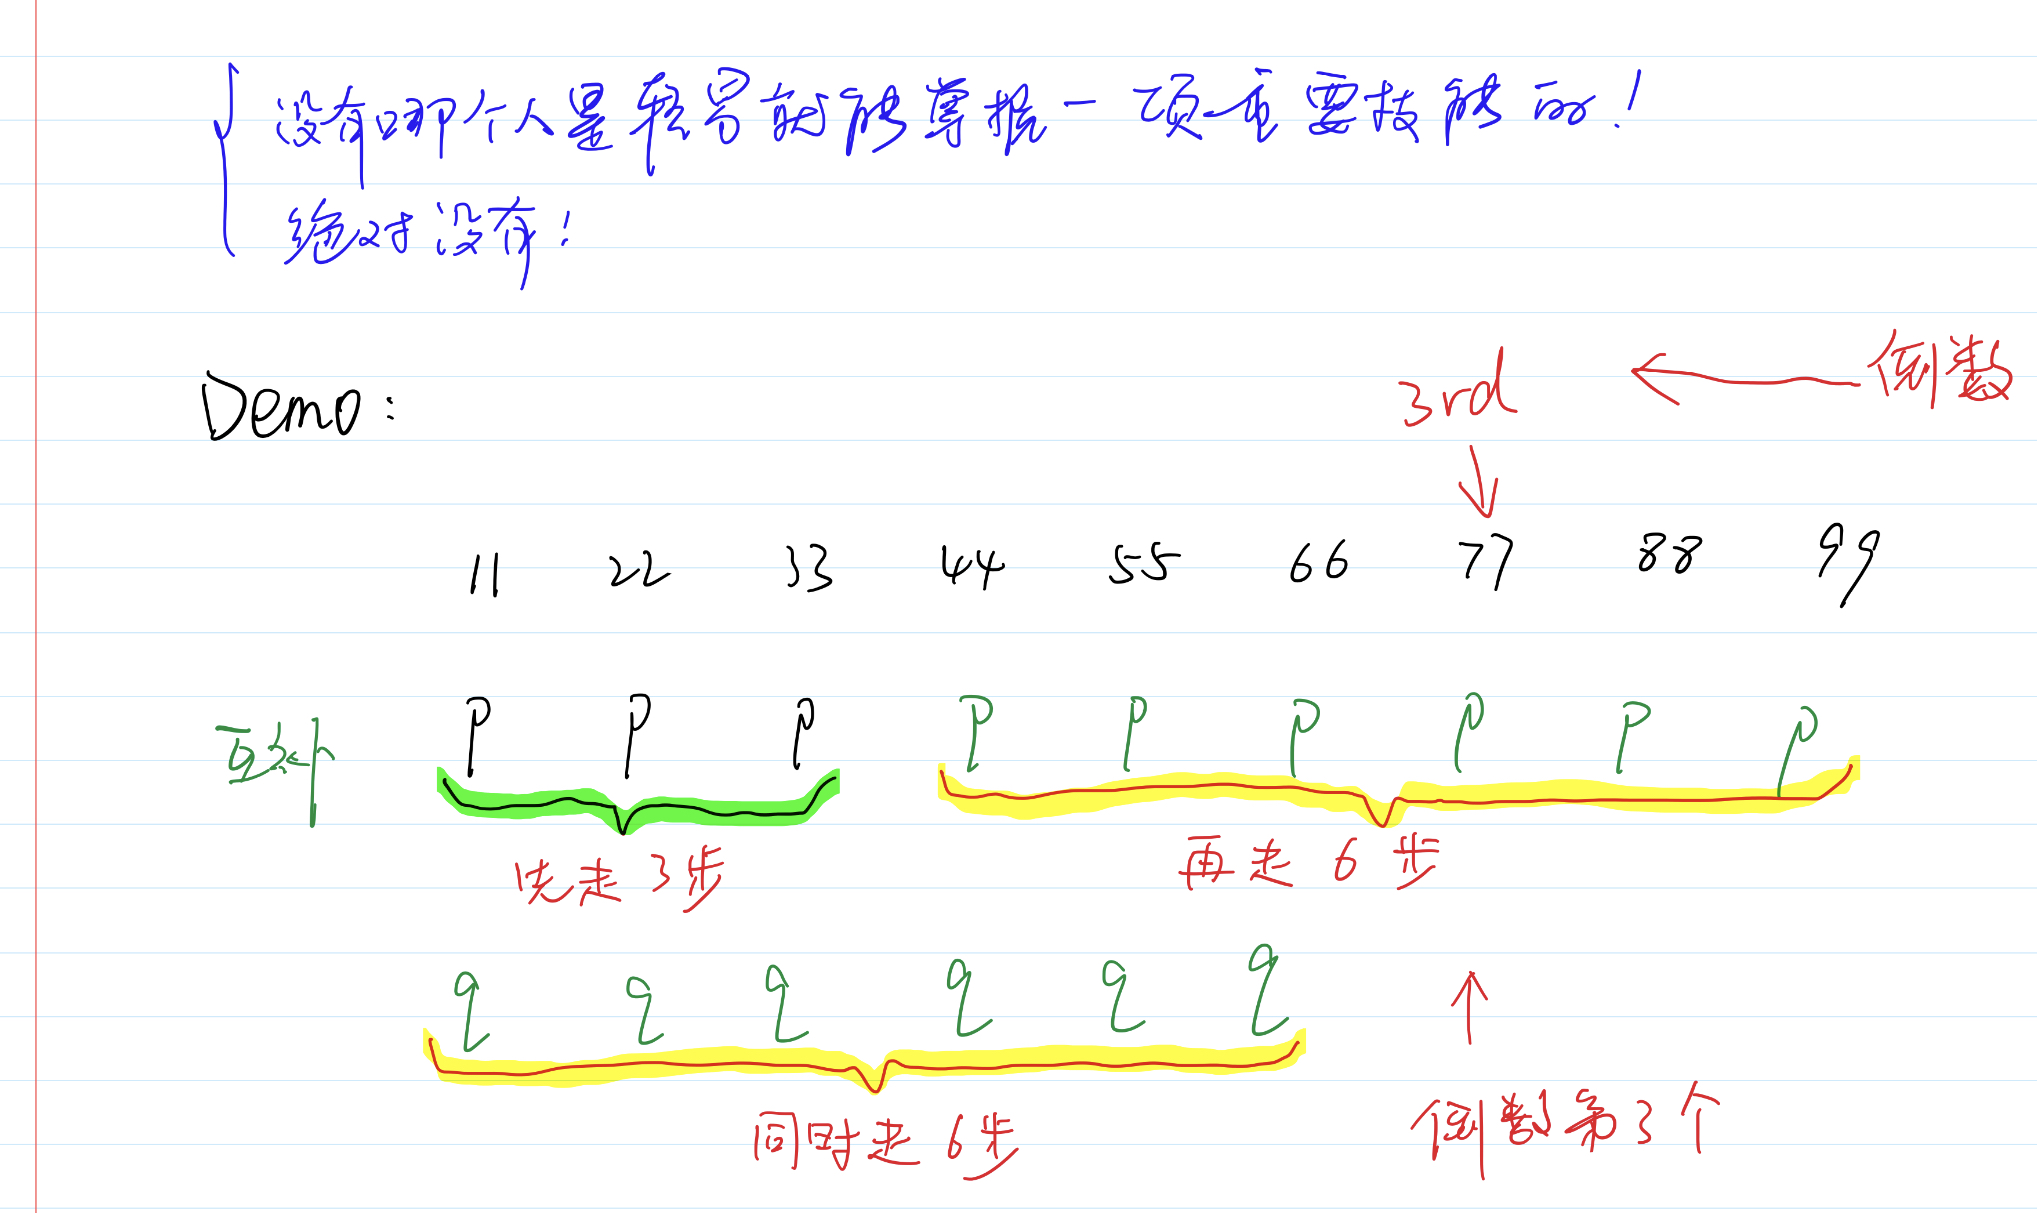 没有哪个人是轻易就能掌握一项重要技能的!
绝对没有!
Demo:
3rd
倒数
11 22 33 44 55 66 77 88 99
互补
P P P P P P P P P
先走3步
再走6步
q q q q q q
同时走6步
倒数第3个